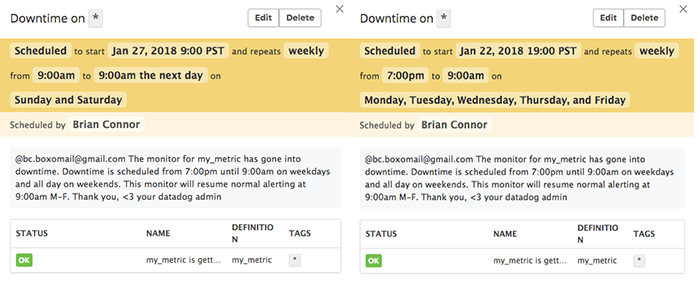 Downtime on *
Edit
Delete
×
Scheduled to start Jan 27, 2018 9:00 PST and repeats weekly
from 9:00am to 9:00am the next day on
Sunday and Saturday
Scheduled by Brian Connor
@bc.boxomail@gmail.com The monitor for my_metric has gone into
downtime. Downtime is scheduled from 7:00pm until 9:00am on weekdays
and all day on weekends. This monitor will resume normal alerting at
9:00am M-F. Thank you, <3 your datadog admin
STATUS NAME DEFINITIO
N TAGS
OK my_metric is gett... my_metric *
Downtime on *
Edit
Delete
×
Scheduled to start Jan 22, 2018 19:00 PST and repeats weekly
from 7:00pm to 9:00am on
Monday, Tuesday, Wednesday, Thursday, and Friday
Scheduled by Brian Connor
@bc.boxomail@gmail.com The monitor for my_metric has gone into
downtime. Downtime is scheduled from 7:00pm until 9:00am on weekdays
and all day on weekends. This monitor will resume normal alerting at
9:00am M-F. Thank you, <3 your datadog admin
STATUS NAME DEFINITIO
N TAGS
OK my_metric is gett... my_metric *